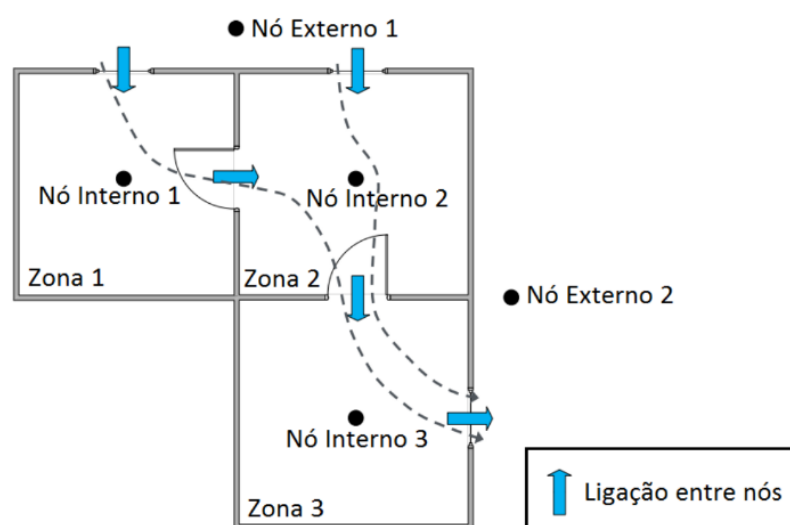 Nó Externo 1
Nó Interno 1
Nó Interno 2
Zona 1
Zona 2
Nó Externo 2
Nó Interno 3
Zona 3
Ligação entre nós